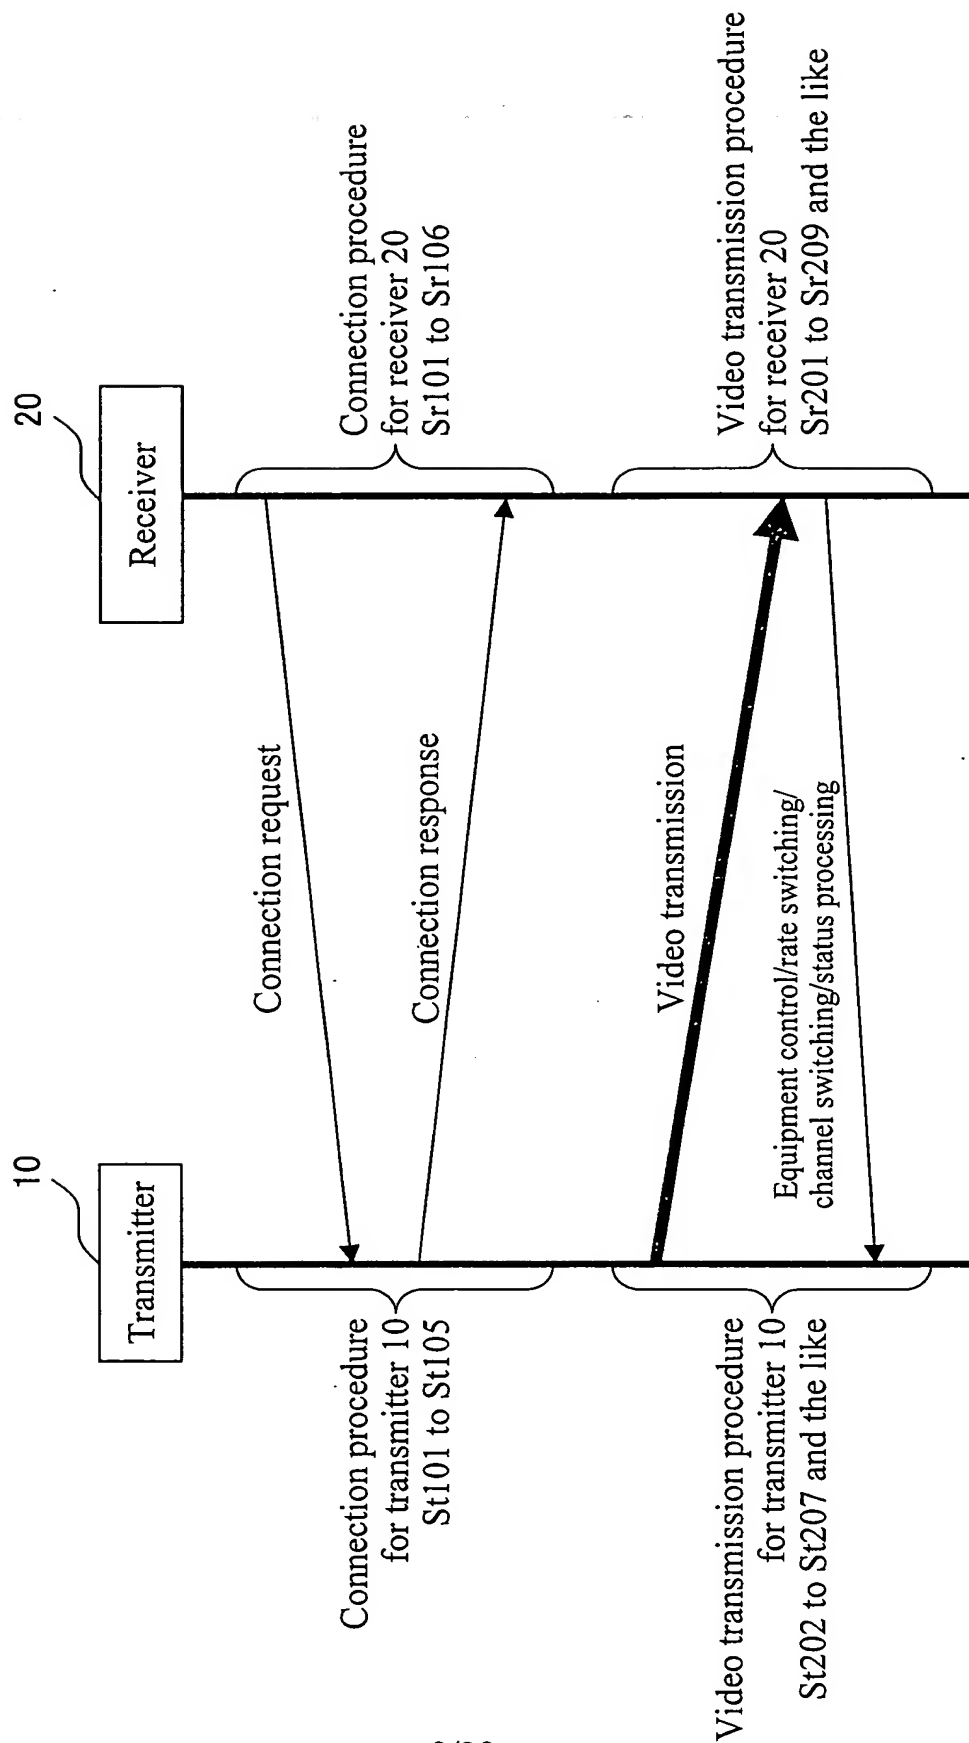 10
20
Transmitter
Receiver
Connection procedure
for transmitter 10
St101 to St105
Connection request
Connection response
Connection procedure
for receiver 20
Sr101 to Sr106
Video transmission procedure
for transmitter 10
St202 to St207 and the like
Video transmission
Equipment control/rate switching/
channel switching/status processing
Video transmission procedure
for receiver 20
Sr201 to Sr209 and the like